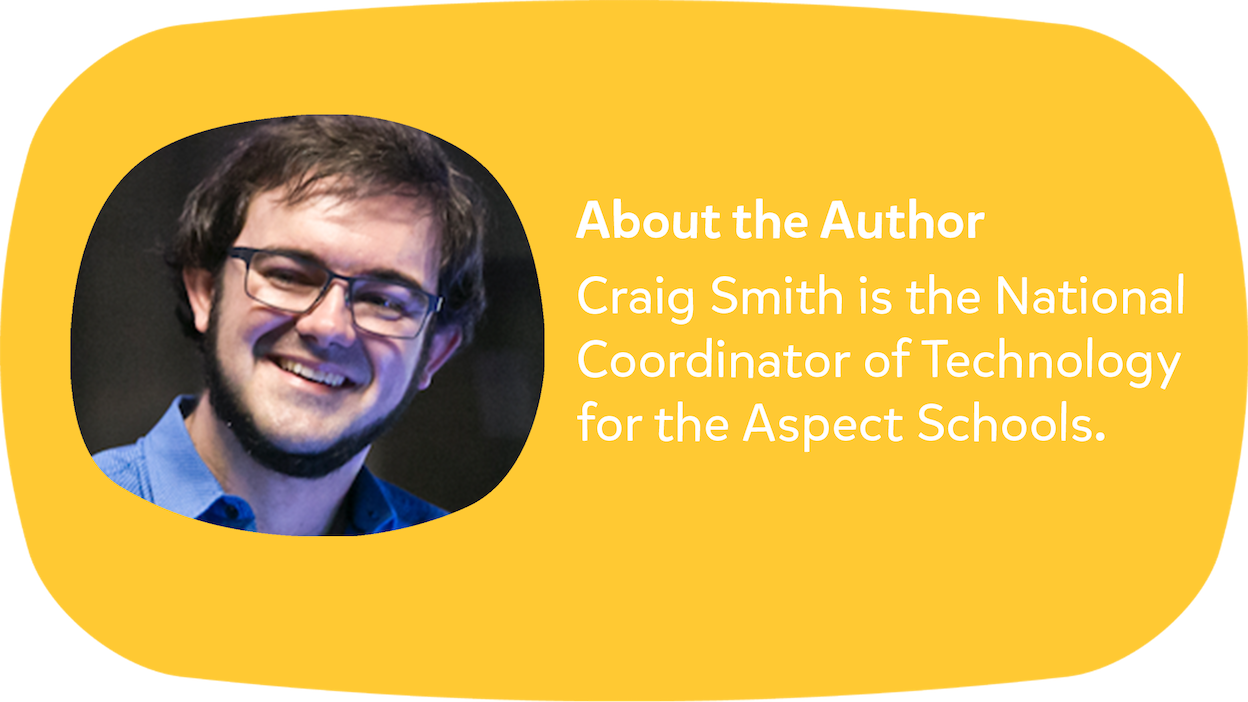 About the Author
Craig Smith is the National
Coordinator of Technology
for the Aspect Schools.